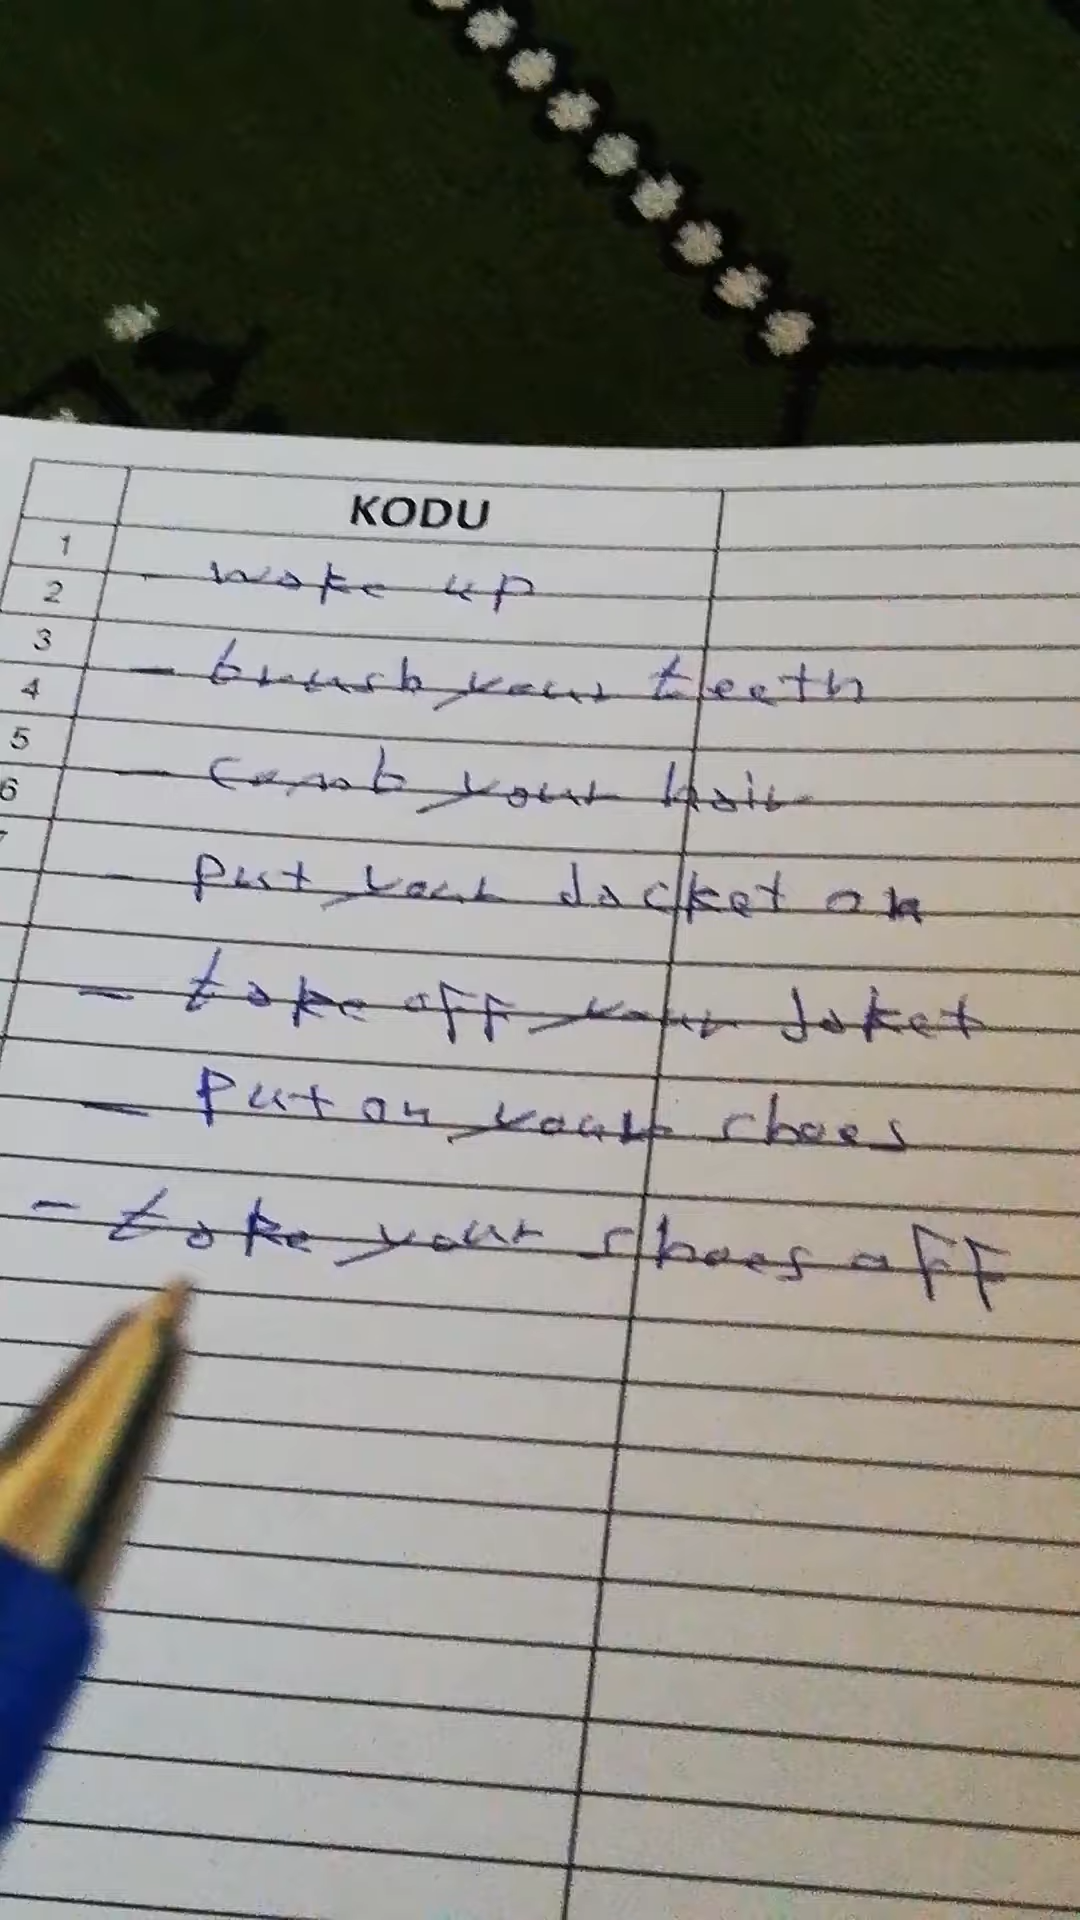 KODU
1
2
- wake up
3
4
- brush your teeth
5
- comb your hair
6
7
- put your Jacket on
- take off your Jaket
- Put on your shoes
- take your shoes off